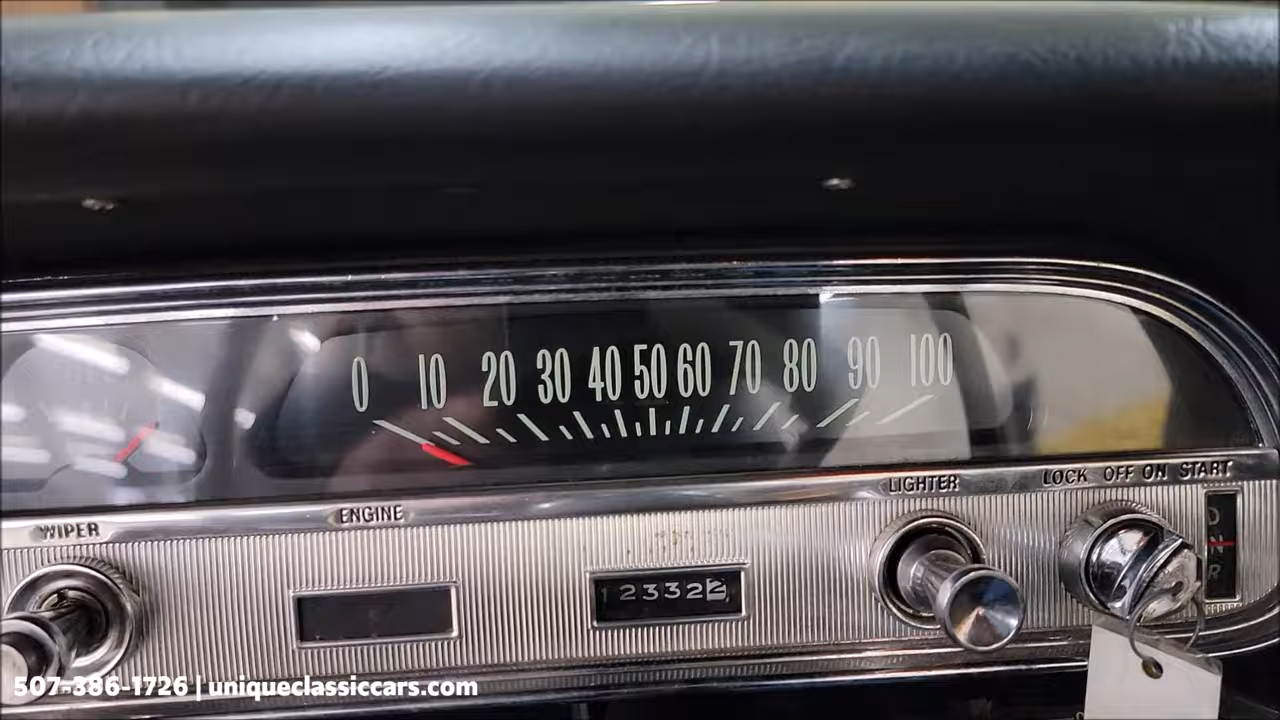 0 10 20 30 40 50 60 70 80 90 100
LIGHTER
LOCK OFF ON START
WIPER
ENGINE
D
N
R
123322
507-386-1726 | uniqueclassiccars.com